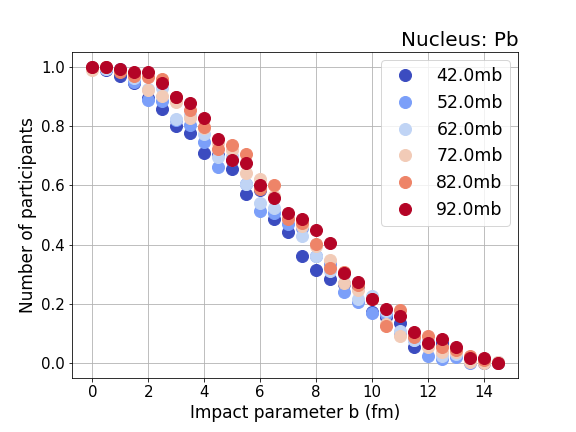 Nucleus: Pb
1.0
0.8
0.6
0.4
0.2
0.0
Number of participants
42.0mb
52.0mb
62.0mb
72.0mb
82.0mb
92.0mb
0 2 4 6 8 10 12 14
Impact parameter b (fm)